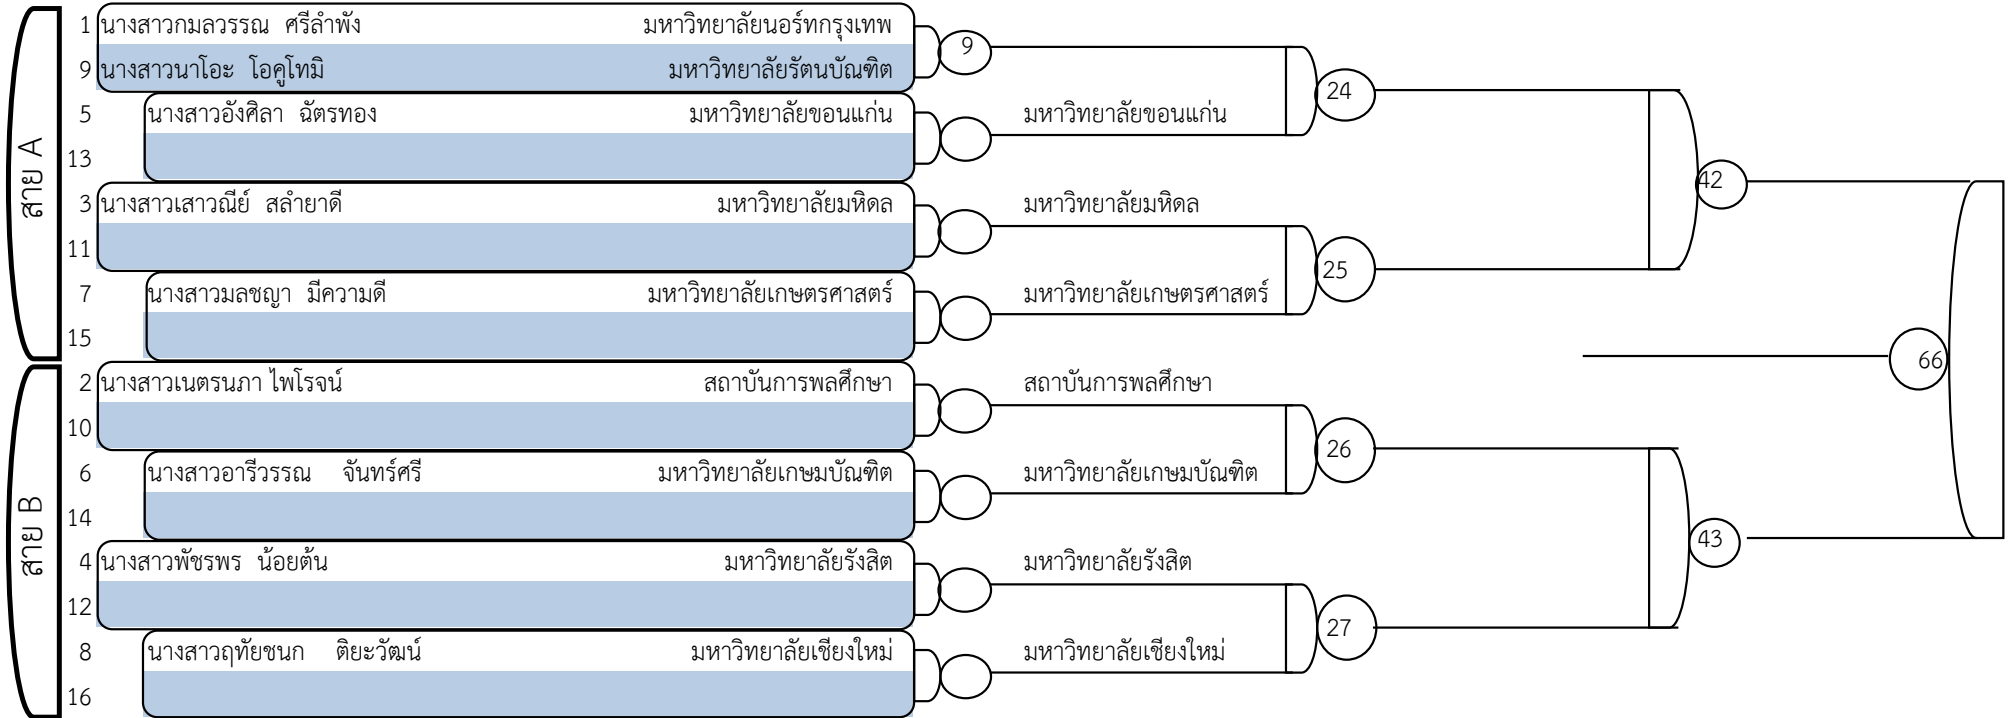 สาย A
1 นางสาวกมลวรรณ ศรีลำพัง มหาวิทยาลัยนอร์ทกรุงเทพ
9
9 นางสาวนาโอะ โอคูโทมิ มหาวิทยาลัยรัตนบัณฑิต
24
5 นางสาวอังศิลา ฉัตรทอง มหาวิทยาลัยขอนแก่น มหาวิทยาลัยขอนแก่น
13
42
3 นางสาวเสาวณีย์ สลำยาดี มหาวิทยาลัยมหิดล มหาวิทยาลัยมหิดล
11
25
7 นางสาวมลชญา มีความดี มหาวิทยาลัยเกษตรศาสตร์ มหาวิทยาลัยเกษตรศาสตร์
15
66
สาย B
2 นางสาวเนตรนภา ไพโรจน์ สถาบันการพลศึกษา สถาบันการพลศึกษา
10
26
6 นางสาวอารีวรรณ จันทร์ศรี มหาวิทยาลัยเกษมบัณฑิต มหาวิทยาลัยเกษมบัณฑิต
14
43
4 นางสาวพัชรพร น้อยต้น มหาวิทยาลัยรังสิต มหาวิทยาลัยรังสิต
12
27
8 นางสาวฤทัยชนก ติยะวัฒน์ มหาวิทยาลัยเชียงใหม่ มหาวิทยาลัยเชียงใหม่
16